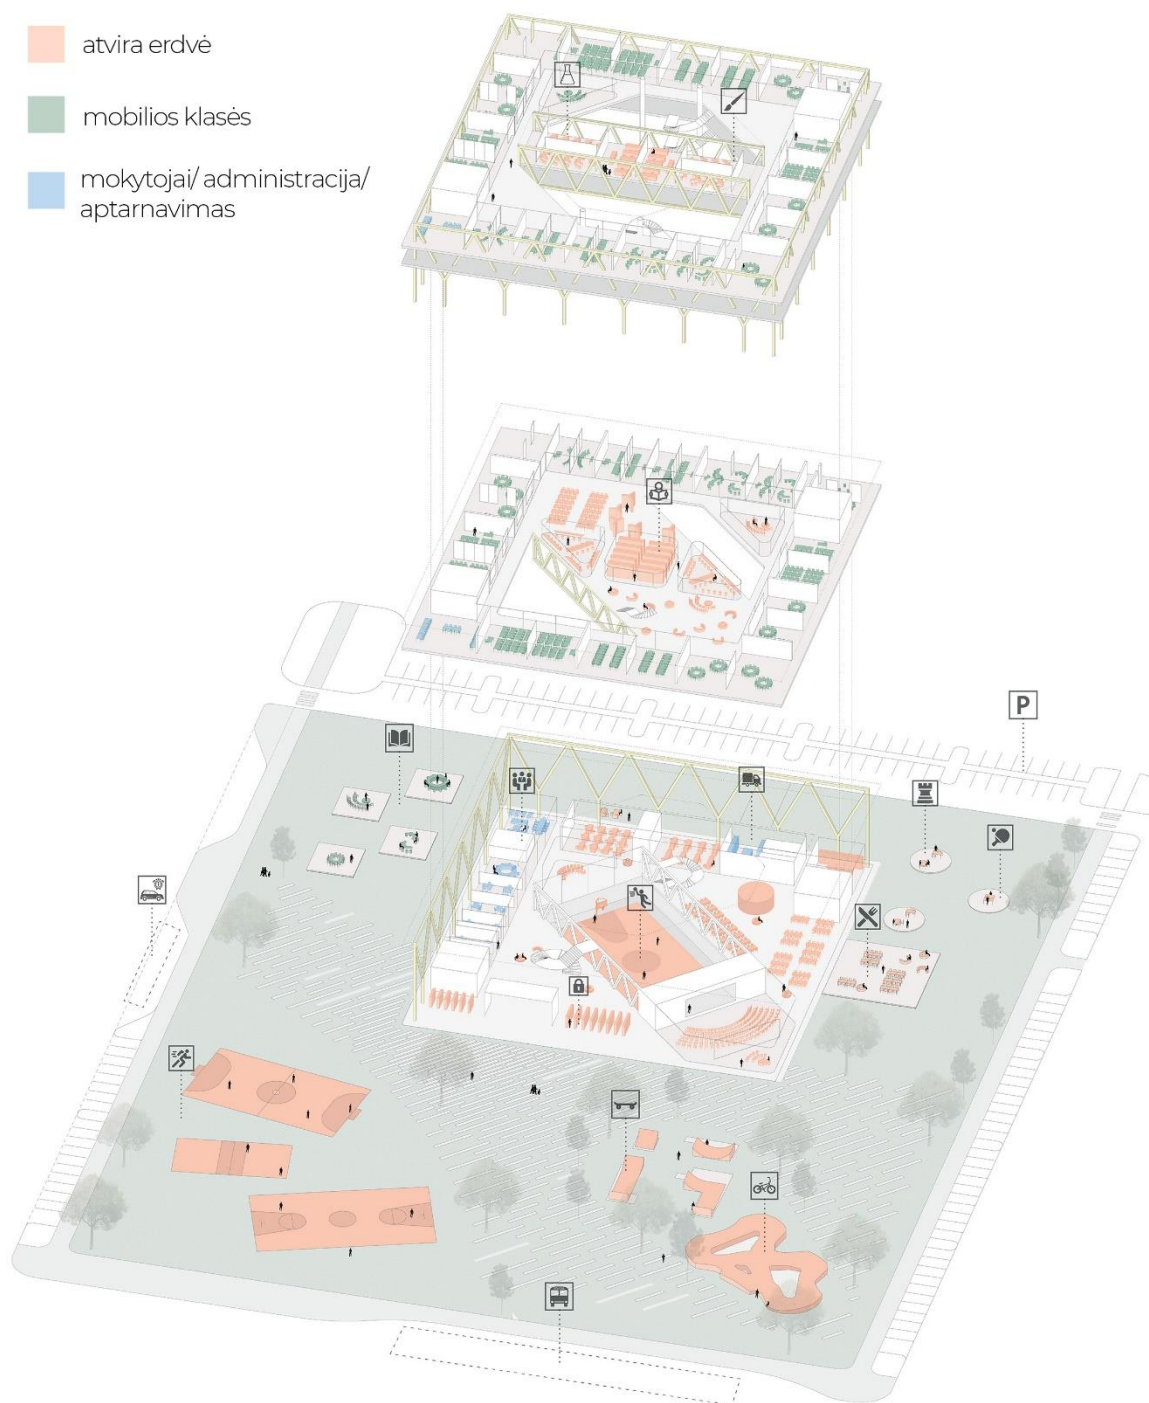 atvira erdvė
mobilios klasės
mokytojai/ administracija/
aptarnavimas
P